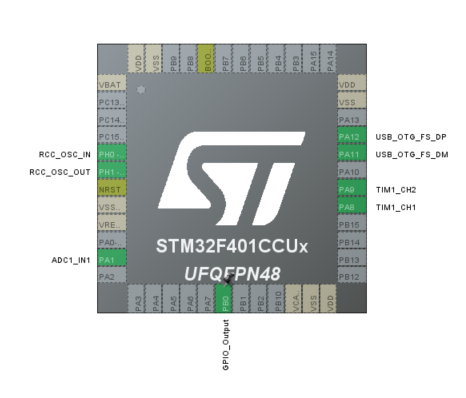 VDD
VSS
PB9
PB8
BOO..
PB7
PB6
PB5
PB4
PB3
PA15
PA14
VBAT
PC13..
PC14..
PC15..
RCC_OSC_IN PH0-..
RCC_OSC_OUT PH1-..
NRST
VSS..
VRE..
PA0-..
ADC1_IN1 PA1
PA2
VDD
VSS
PA13
PA12 USB_OTG_FS_DP
PA11 USB_OTG_FS_DM
PA10
PA9 TIM1_CH2
PA8 TIM1_CH1
PB15
PB14
PB13
PB12
STM32F401CCUx
UFQFPN48
PA3
PA4
PA5
PA6
PA7
PB0
PB1
PB2
PB10
VCA..
VSS
VDD
GPIO_Output